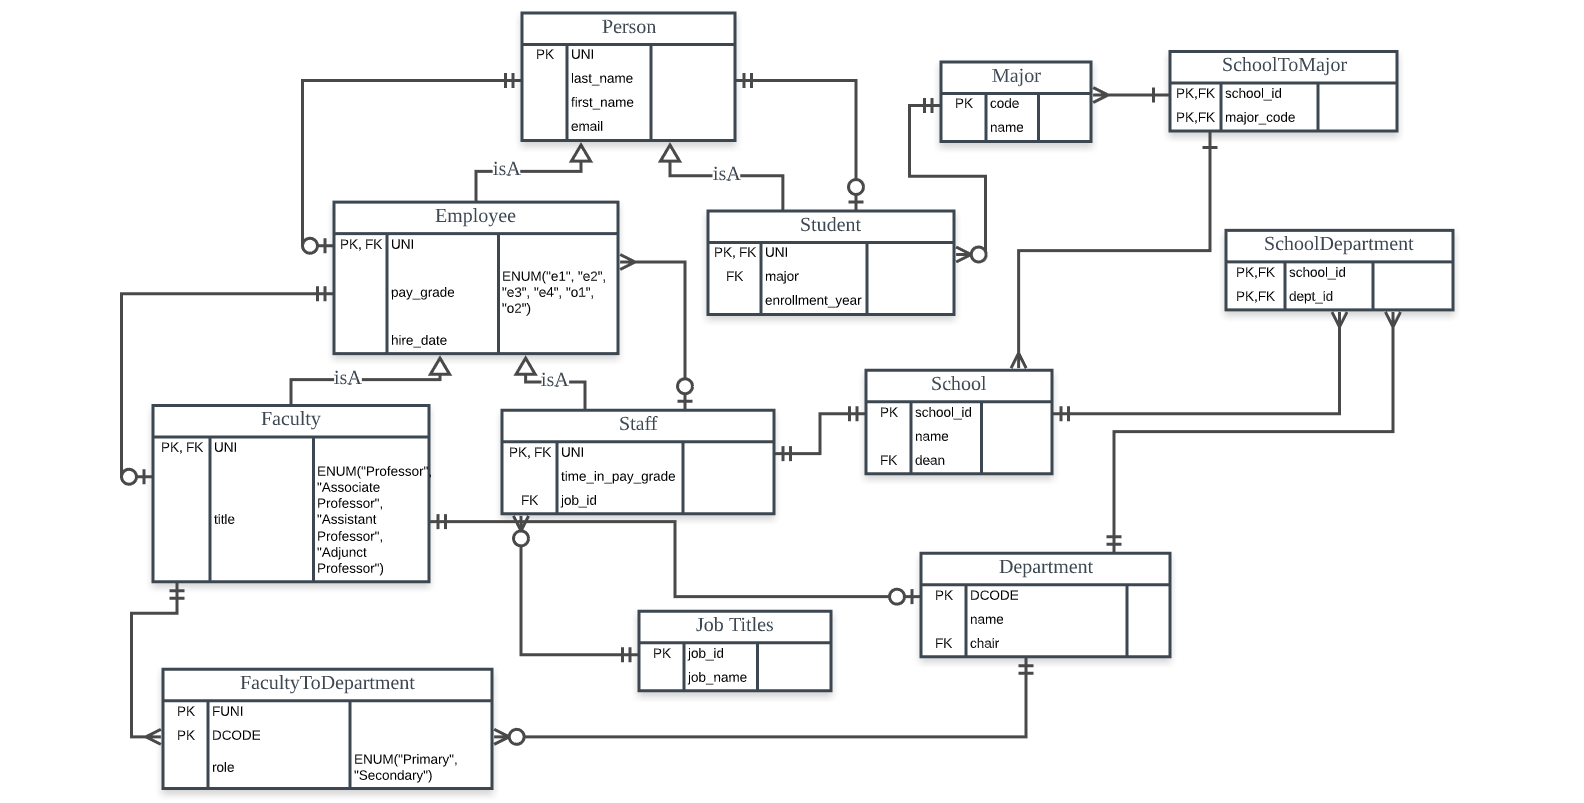 Person
PK UNI
last_name
first_name
email
Major
PK code
name
SchoolToMajor
PK,FK school_id
PK,FK major_code
isA
isA
Employee
PK, FK UNI
pay_grade
ENUM("e1", "e2",
"e3", "e4", "o1",
"o2")
hire_date
Student
PK, FK UNI
FK major
enrollment_year
SchoolDepartment
PK,FK school_id
PK,FK dept_id
isA
isA
Faculty
PK, FK UNI
title
ENUM("Professor",
"Associate
Professor",
"Assistant
Professor",
"Adjunct
Professor")
Staff
PK, FK UNI
time_in_pay_grade
FK job_id
School
PK school_id
name
FK dean
Department
PK DCODE
name
FK chair
Job Titles
PK job_id
job_name
FacultyToDepartment
PK FUNI
PK DCODE
role
ENUM("Primary",
"Secondary")